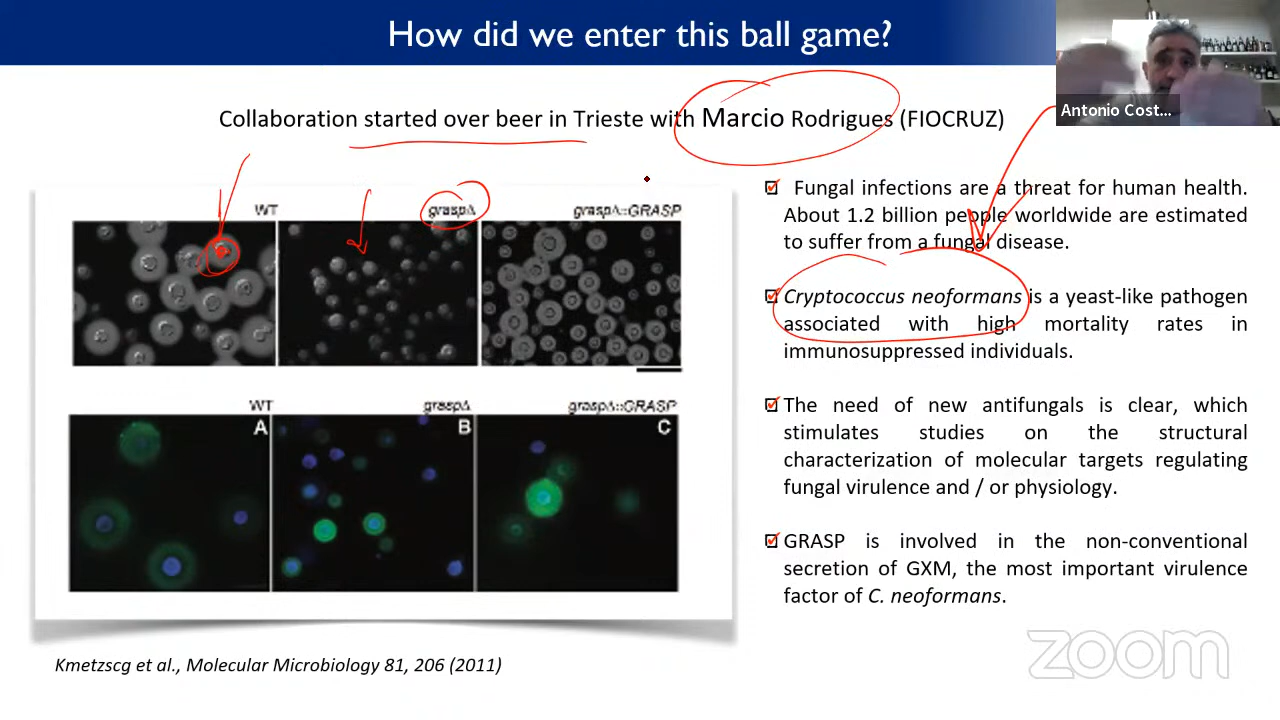 How did we enter this ball game?
Antonio Cost...
Collaboration started over beer in Trieste with Marcio Rodrigues (FIOCRUZ)
WT
graspΔ
graspΔ::GRASP
WT
graspΔ
graspΔ::GRASP
A
B
C
Kmetzscg et al., Molecular Microbiology 81, 206 (2011)
Fungal infections are a threat for human health.
About 1.2 billion people worldwide are estimated
to suffer from a fungal disease.
Cryptococcus neoformans is a yeast-like pathogen
associated with high mortality rates in
immunosuppressed individuals.
The need of new antifungals is clear, which
stimulates studies on the structural
characterization of molecular targets regulating
fungal virulence and / or physiology.
GRASP is involved in the non-conventional
secretion of GXM, the most important virulence
factor of C. neoformans.
zoom